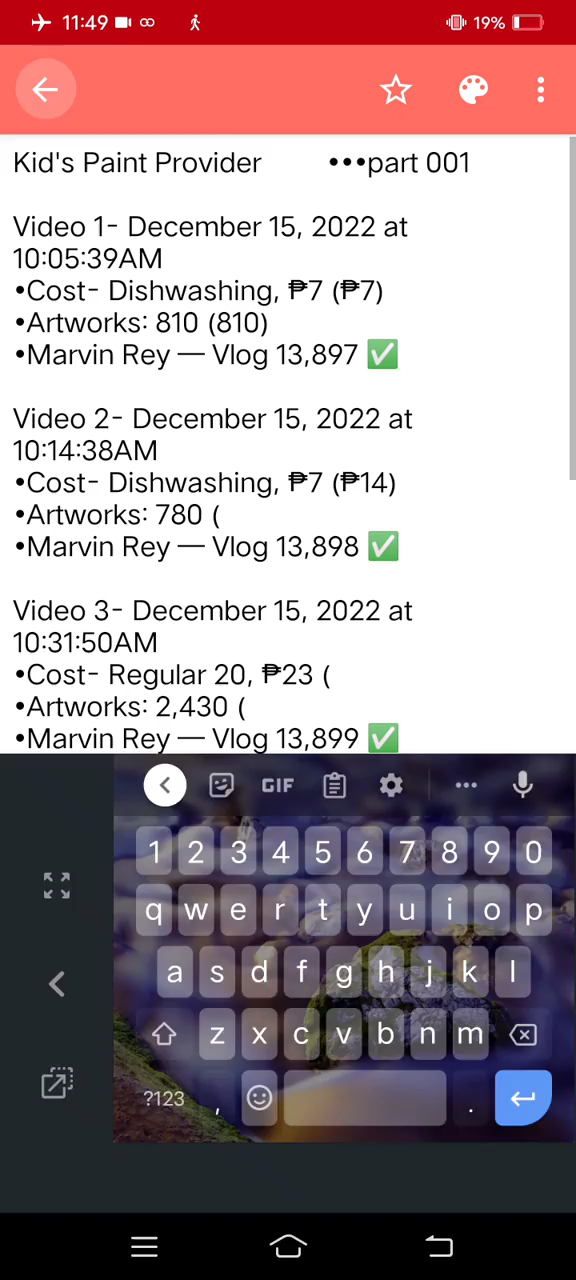 11:49
19%
Kid's Paint Provider •••part 001
Video 1- December 15, 2022 at
10:05:39AM
•Cost- Dishwashing, ₱7 (₱7)
•Artworks: 810 (810)
•Marvin Rey — Vlog 13,897 ✅
Video 2- December 15, 2022 at
10:14:38AM
•Cost- Dishwashing, ₱7 (₱14)
•Artworks: 780 (
•Marvin Rey — Vlog 13,898 ✅
Video 3- December 15, 2022 at
10:31:50AM
•Cost- Regular 20, ₱23 (
•Artworks: 2,430 (
•Marvin Rey — Vlog 13,899 ✅
GIF
1 2 3 4 5 6 7 8 9 0
q w e r t y u i o p
a s d f g h j k l
z x c v b n m
?123 , .